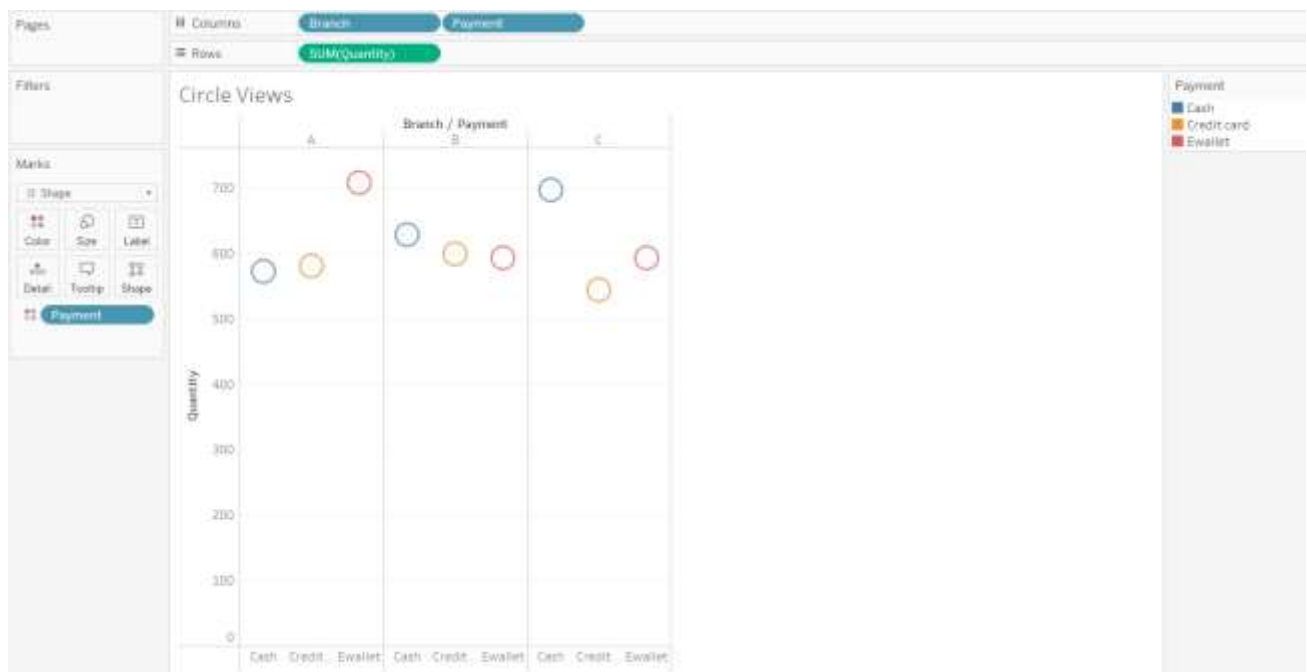 Pages
Columns Branch Payment
Rows SUM(Quantity)
Filters
Circle Views
Payment
Cash
Credit card
Ewallet
Branch / Payment
A B C
Marks
Shape
Color Size Label
Detail Tooltip Shape
Payment
Quantity
700
600
500
400
300
200
100
0
Cash Credit... Ewallet Cash Credit... Ewallet Cash Credit... Ewallet